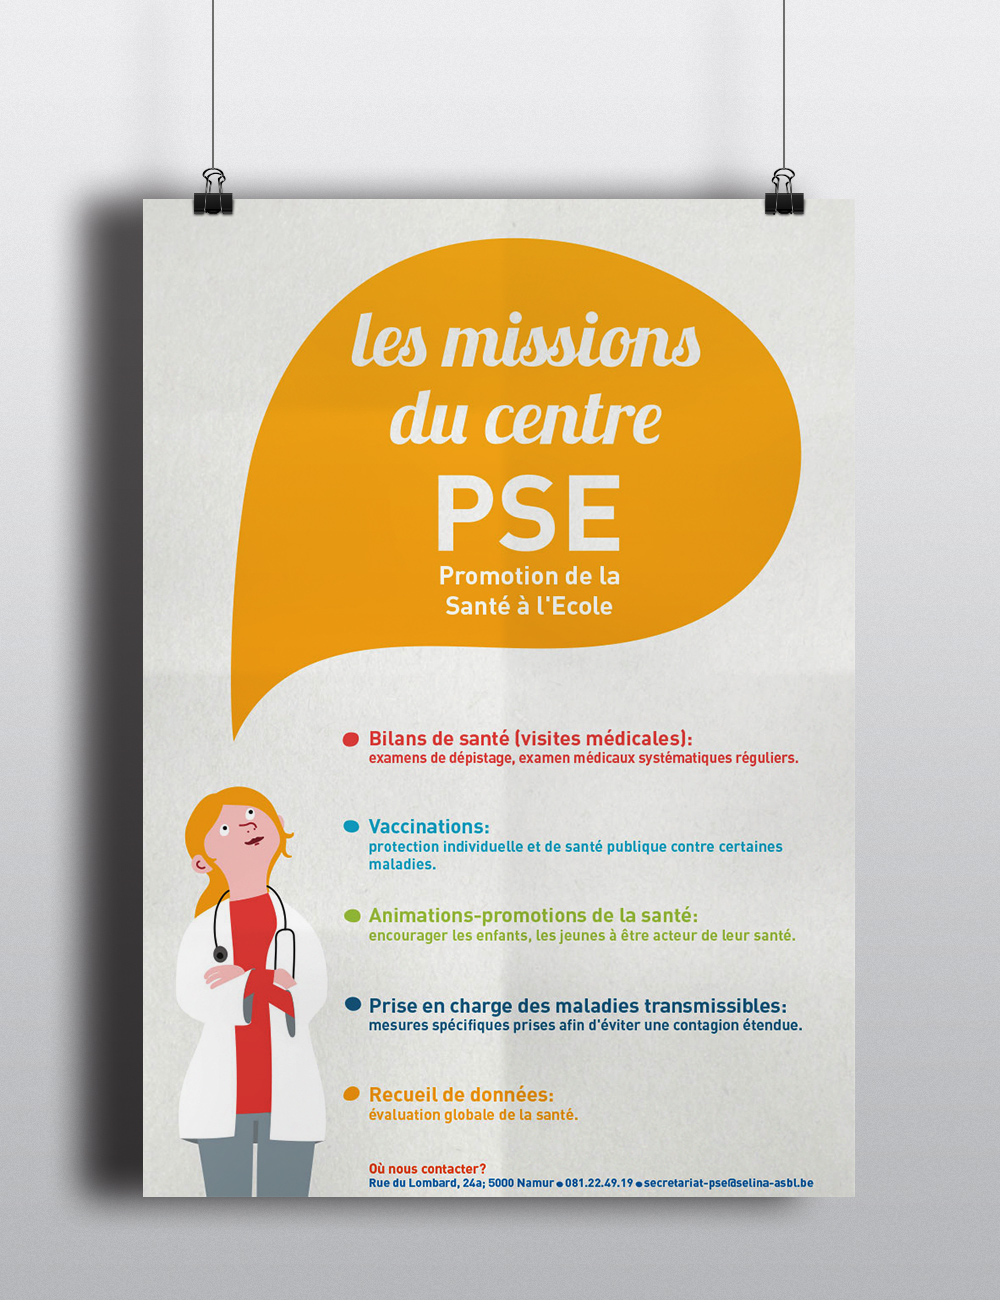 les missions
du centre
PSE
Promotion de la
Santé à l'Ecole
Bilans de santé (visites médicales):
examens de dépistage, examen médicaux systématiques réguliers.
Vaccinations:
protection individuelle et de santé publique contre certaines
maladies.
Animations-promotions de la santé:
encourager les enfants, les jeunes à être acteur de leur santé.
Prise en charge des maladies transmissibles:
mesures spécifiques prises afin d'éviter une contagion étendue.
Recueil de données:
évaluation globale de la santé.
Où nous contacter?
Rue du Lombard, 24a; 5000 Namur ● 081.22.49.19 ● secretariat-pse@selina-asbl.be